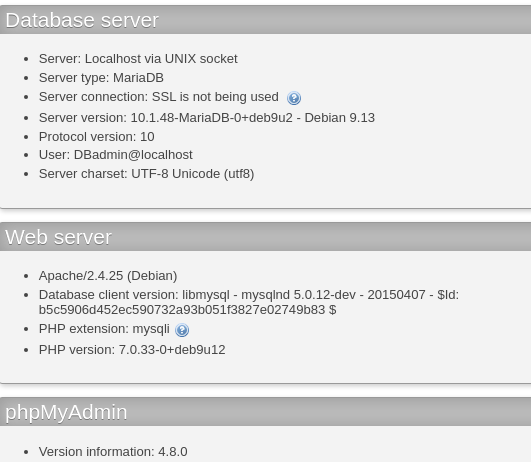 Database server
Server: Localhost via UNIX socket
Server type: MariaDB
Server connection: SSL is not being used
Server version: 10.1.48-MariaDB-0+deb9u2 - Debian 9.13
Protocol version: 10
User: DBadmin@localhost
Server charset: UTF-8 Unicode (utf8)
Web server
Apache/2.4.25 (Debian)
Database client version: libmysql - mysqlnd 5.0.12-dev - 20150407 - $Id:
b5c5906d452ec590732a93b051f3827e02749b83 $
PHP extension: mysqli
PHP version: 7.0.33-0+deb9u12
phpMyAdmin
Version information: 4.8.0